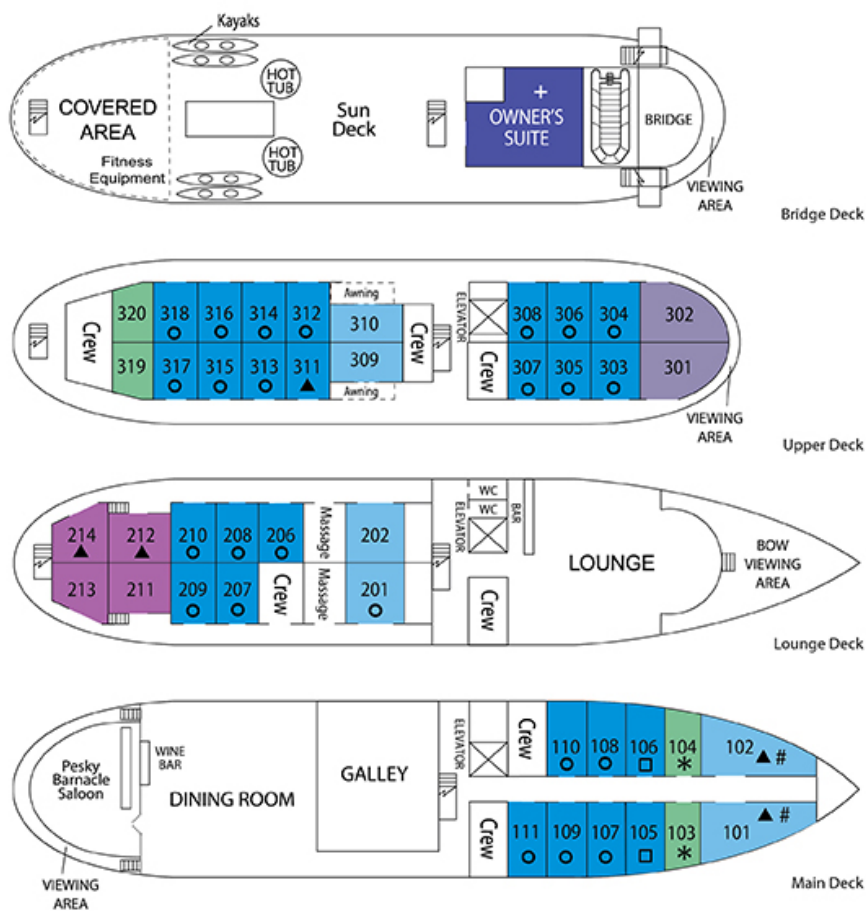 Kayaks
HOT
TUB
COVERED
AREA
Sun
Deck
+
OWNER'S
SUITE
BRIDGE
Fitness
Equipment
HOT
TUB
VIEWING
AREA
Bridge Deck
Crew
320
318
316
314
312
Awning
310
Crew
ELEVATOR
308
306
304
302
319
317
315
313
311
309
Awning
Crew
307
305
303
301
VIEWING
AREA
Upper Deck
214
212
210
208
206
Massage
202
ELEVATOR
WC
WC
BAR
LOUNGE
BOW
VIEWING
AREA
213
211
209
207
Crew
Massage
201
Crew
Lounge Deck
Pesky
Barnacle
Saloon
WINE
BAR
DINING ROOM
GALLEY
ELEVATOR
Crew
110
108
106
104
*
102
#
Crew
111
109
107
105
103
*
101
#
VIEWING
AREA
Main Deck